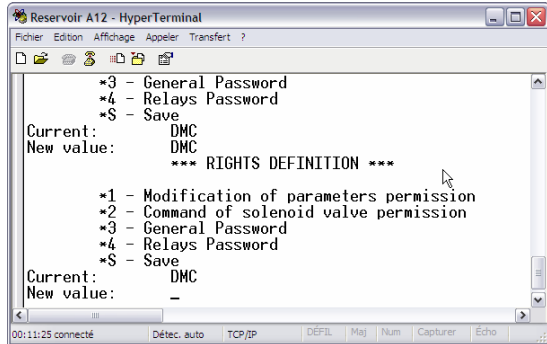 Reservoir A12 - HyperTerminal
Fichier Edition Affichage Appeler Transfert ?
*3 - General Password
*4 - Relays Password
*S - Save
Current: DMC
New value: DMC
*** RIGHTS DEFINITION ***
*1 - Modification of parameters permission
*2 - Command of solenoid valve permission
*3 - General Password
*4 - Relays Password
*S - Save
Current: DMC
New value: _
00:11:25 connecté Détec. auto TCP/IP DÉFIL Maj Num Capturer Écho